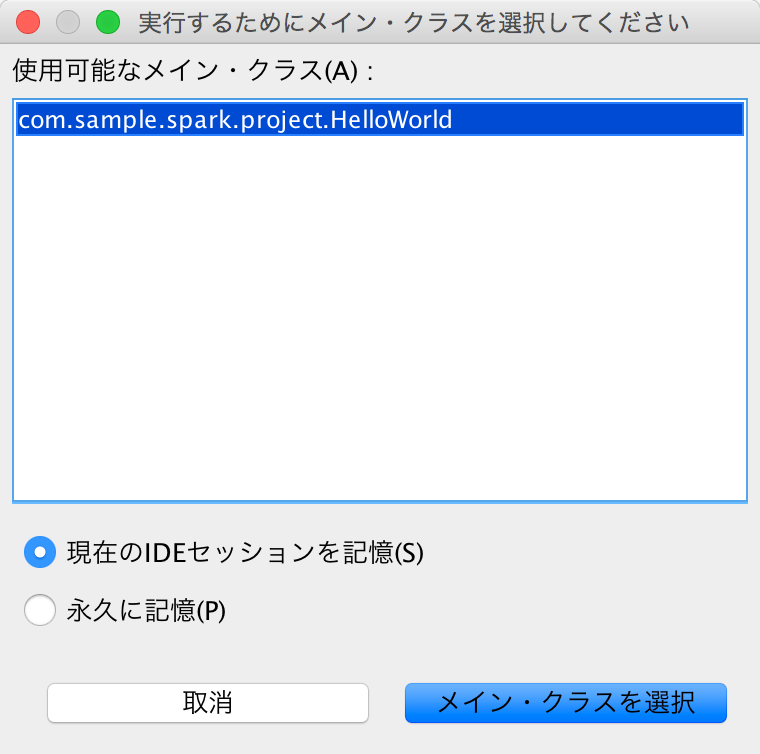 実行するためにメイン・クラスを選択してください
使用可能なメイン・クラス(A) :
com.sample.spark.project.HelloWorld
現在のIDEセッションを記憶(S)
永久に記憶(P)
取消
メイン・クラスを選択